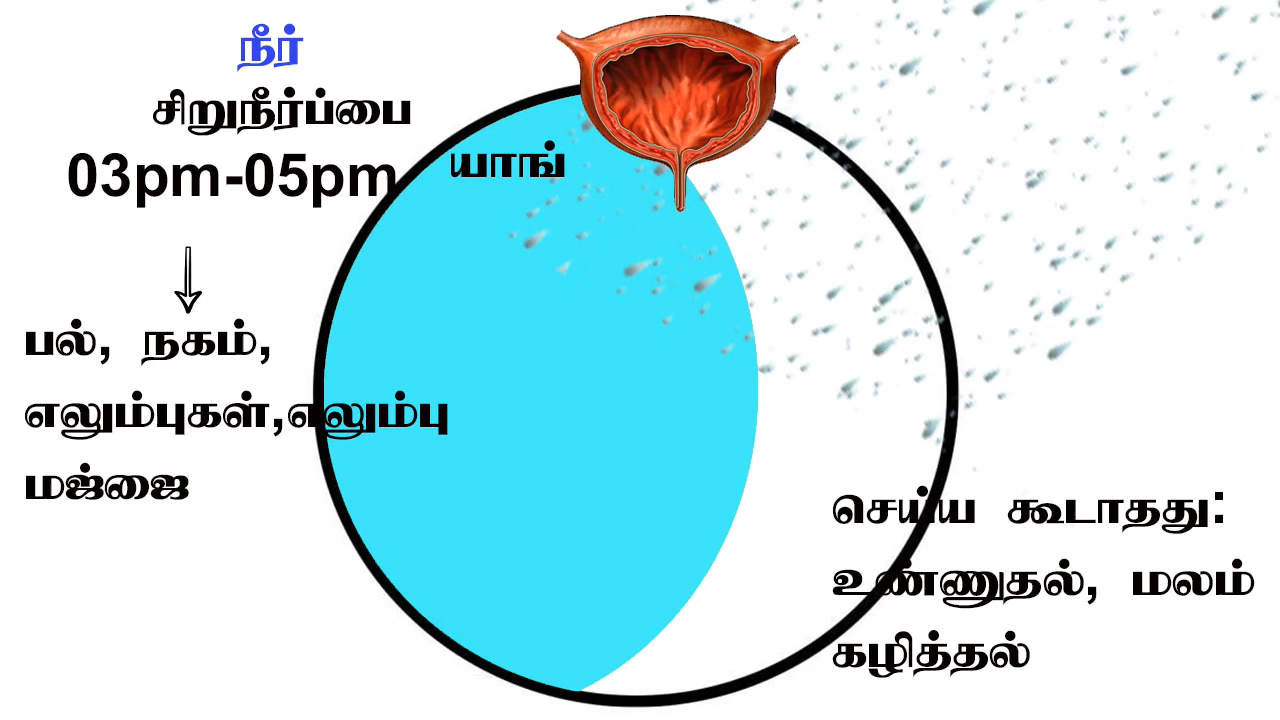 நீர்
சிறுநீர்ப்பை
03pm-05pm
யாங்
பல், நகம்,
எலும்புகள்,எலும்பு
மஜ்ஜை
செய்ய கூடாதது:
உண்ணுதல், மலம்
கழித்தல்